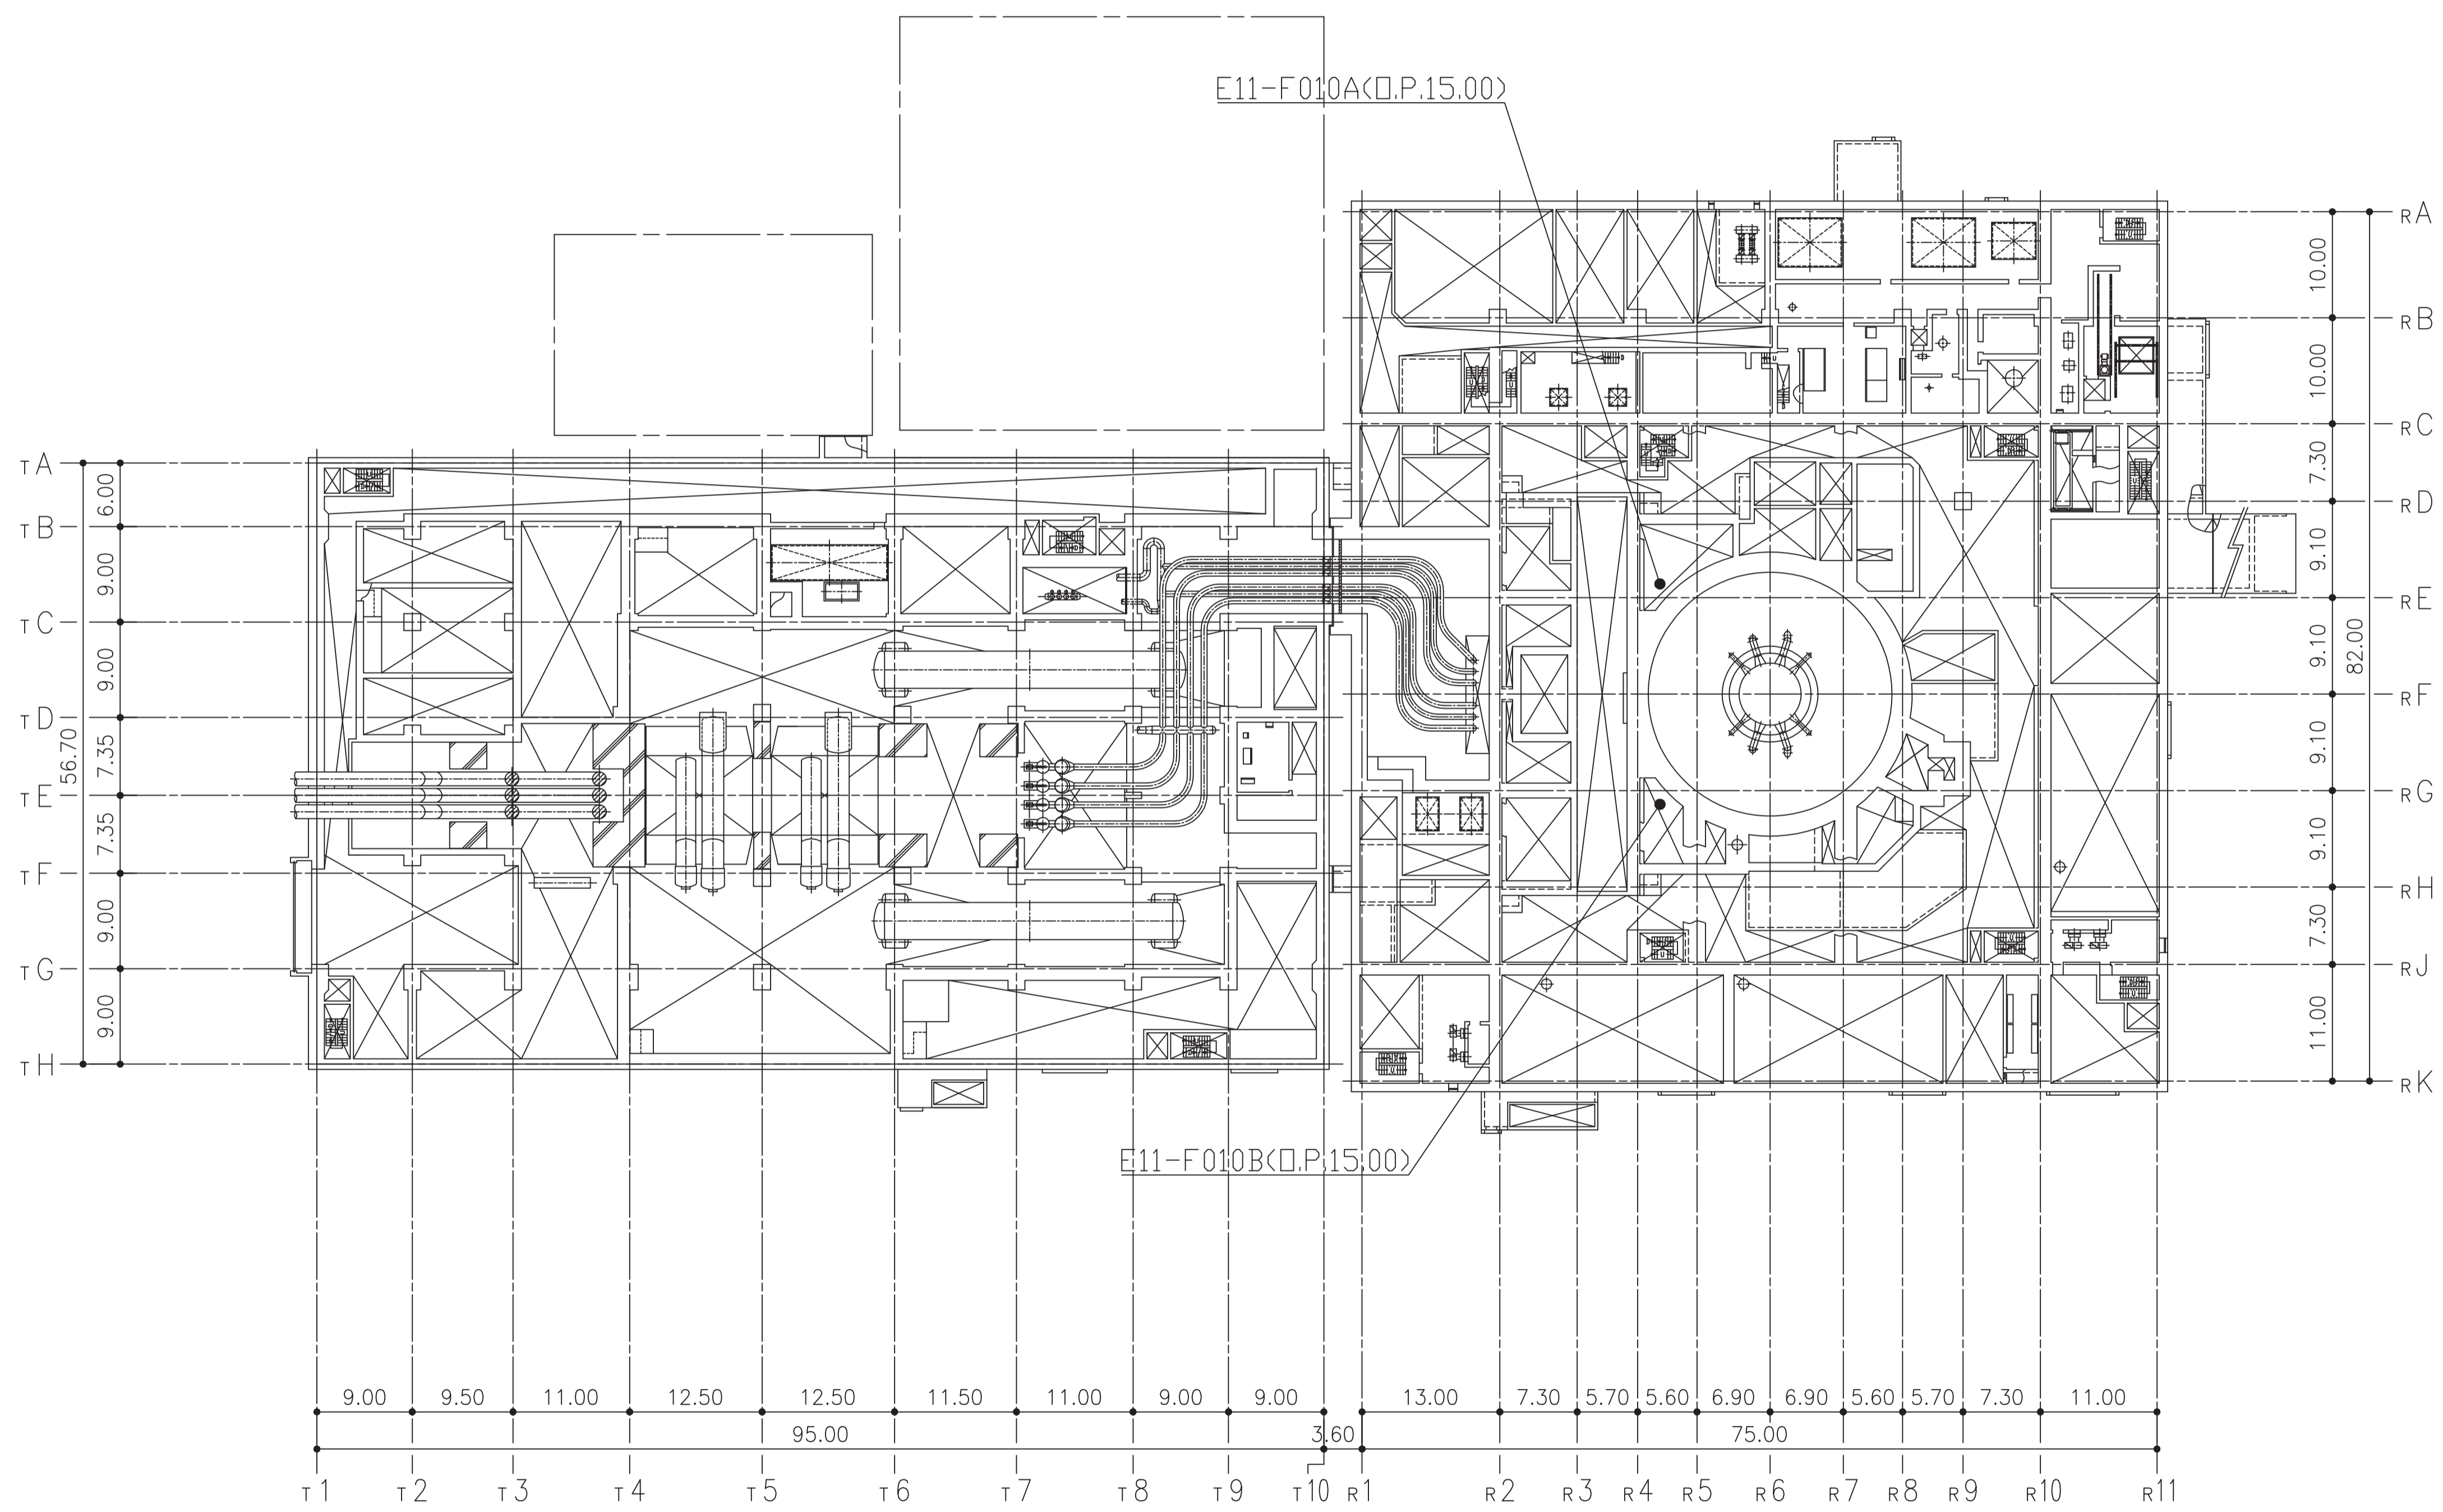 E11-F010A(□.P.15.00)
RA
10.00
RB
10.00
RC
7.30
RD
9.10
RE
9.10
82.00
RF
9.10
RG
9.10
RH
7.30
RJ
11.00
RK
TA
6.00
TB
9.00
TC
9.00
TD
56.70
7.35
TE
7.35
TF
9.00
TG
9.00
TH
E11-F010B(□.P.15.00)
9.00 9.50 11.00 12.50 12.50 11.50 11.00 9.00 9.00 13.00 7.30 5.70 5.60 6.90 6.90 5.60 5.70 7.30 11.00
95.00 3.60 75.00
T1 T2 T3 T4 T5 T6 T7 T8 T9 T10 R1 R2 R3 R4 R5 R6 R7 R8 R9 R10 R11